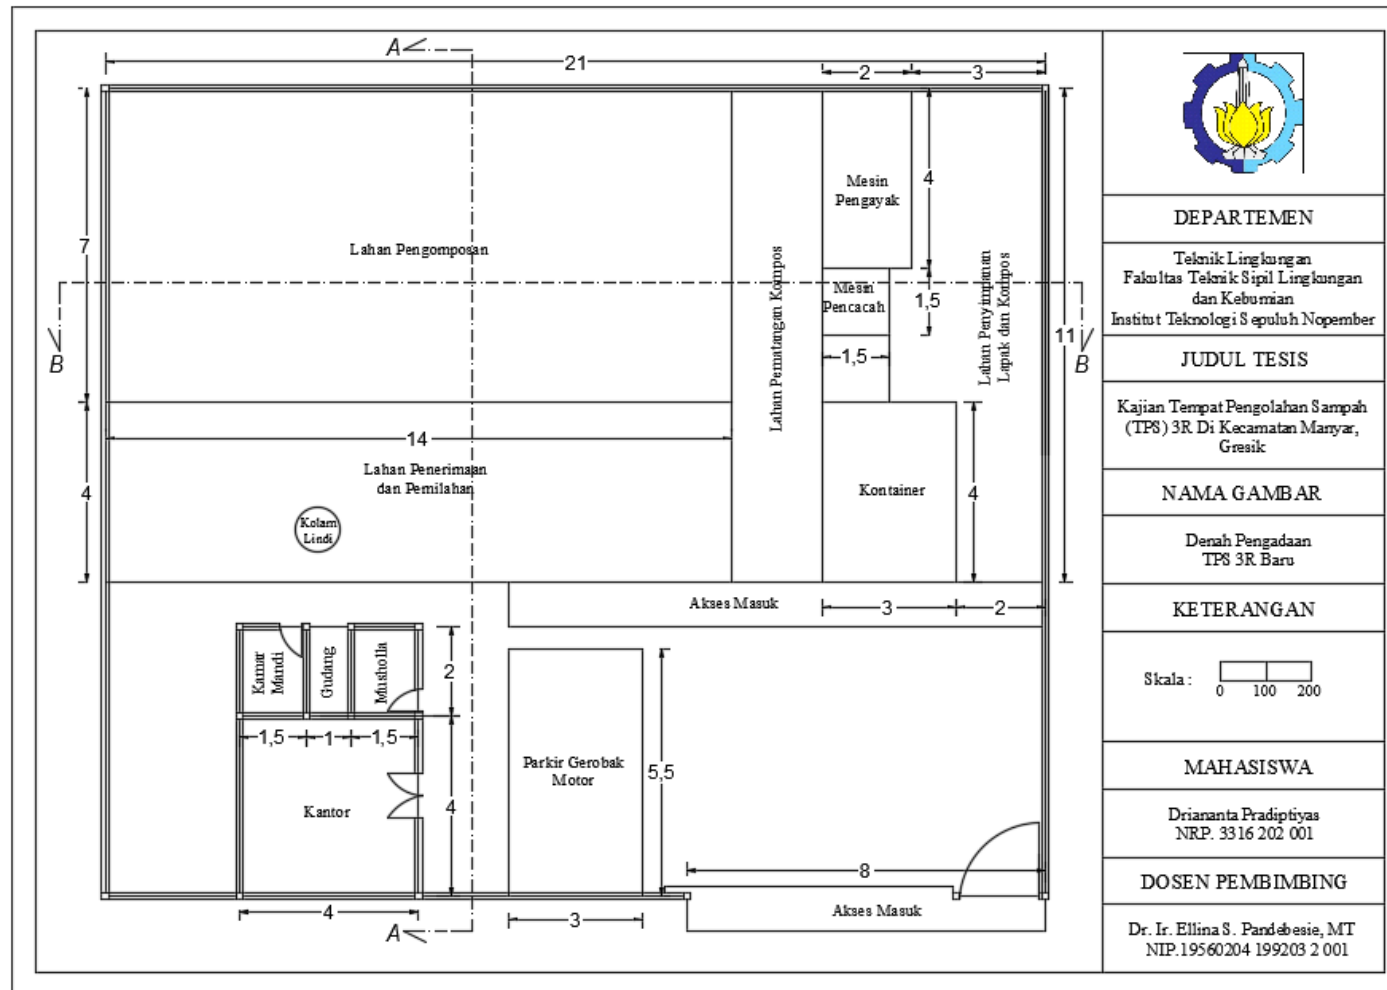 A
21
2
3
Mesin
Pengayak
4
7
Lahan Pengomposan
Lahan Pematangan Kompos
Mesin
Pencacah
1,5
Lahan Penyimpanan
Lapak dan Kompos
11
B
B
1,5
14
Lahan Penerimaan
dan Pemilahan
4
Kontainer
4
Kolam
Lindi
Akses Masuk
3
2
Kamar
Mandi
Gudang
Musholla
2
1,5
1
1,5
Parkir Gerobak
Motor
5,5
Kantor
4
8
4
3
Akses Masuk
A
DEPARTEMEN
Teknik Lingkungan
Fakultas Teknik Sipil Lingkungan
dan Kebumian
Institut Teknologi Sepuluh Nopember
JUDUL TESIS
Kajian Tempat Pengolahan Sampah
(TPS) 3R Di Kecamatan Manyar,
Gresik
NAMA GAMBAR
Denah Pengadaan
TPS 3R Baru
KETERANGAN
Skala :
0 100 200
MAHASISWA
Driananta Pradiptiyas
NRP. 3316 202 001
DOSEN PEMBIMBING
Dr. Ir. Ellina S. Pandebesie, MT
NIP.19560204 199203 2 001